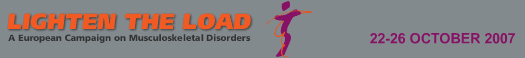 LIGHTEN THE LOAD
A European Campaign on Musculoskeletal Disorders
22-26 OCTOBER 2007